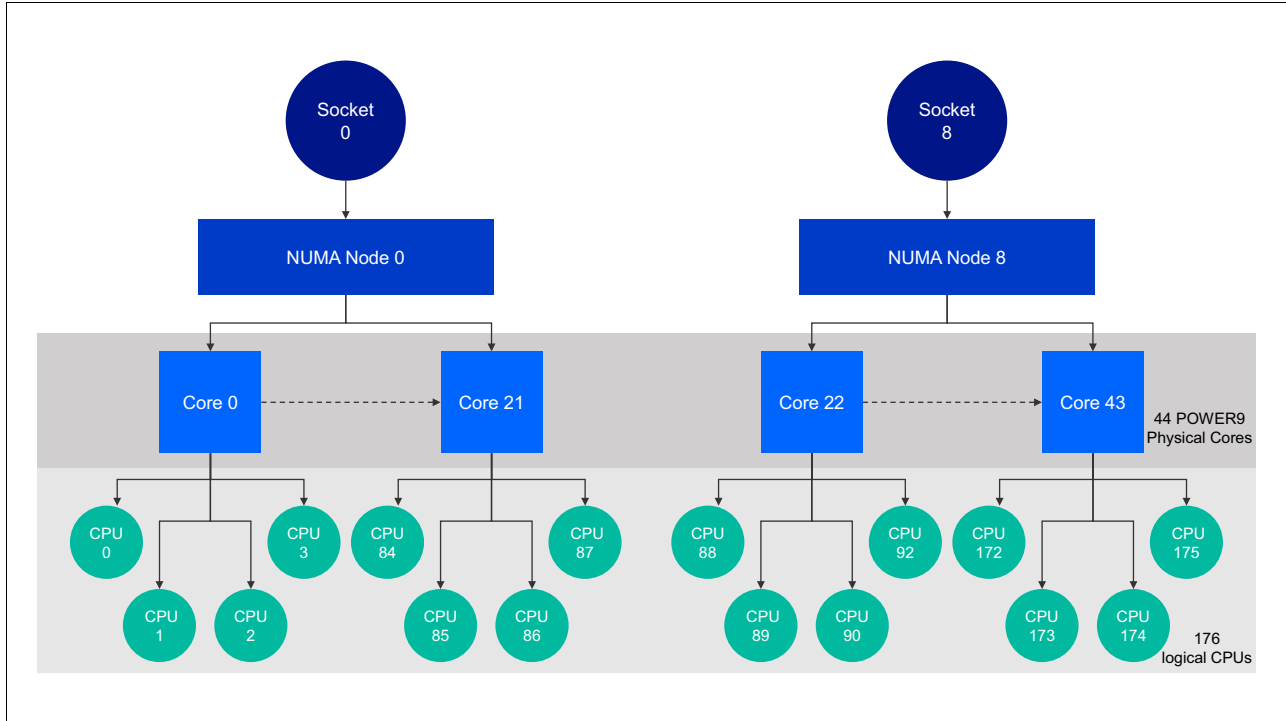 Socket
0
Socket
8
NUMA Node 0
NUMA Node 8
Core 0
Core 21
Core 22
Core 43
44 POWER9
Physical Cores
CPU
0
CPU
3
CPU
84
CPU
87
CPU
88
CPU
92
CPU
172
CPU
175
CPU
1
CPU
2
CPU
85
CPU
86
CPU
89
CPU
90
CPU
173
CPU
174
176
logical CPUs